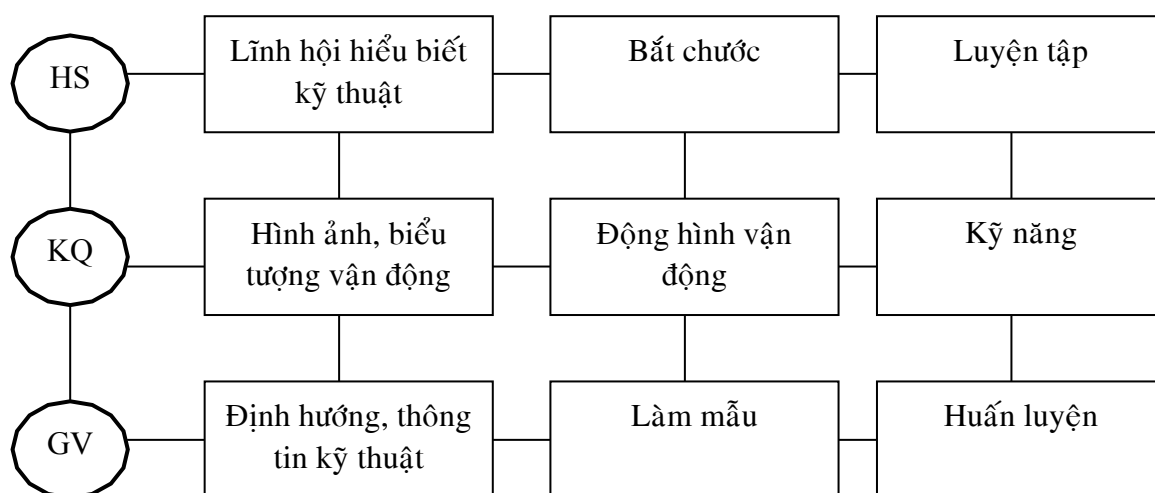 HS
Lĩnh hội hiểu biết
kỹ thuật
Bắt chước
Luyện tập
KQ
Hình ảnh, biểu
tượng vận động
Động hình vận
động
Kỹ năng
GV
Định hướng, thông
tin kỹ thuật
Làm mẫu
Huấn luyện